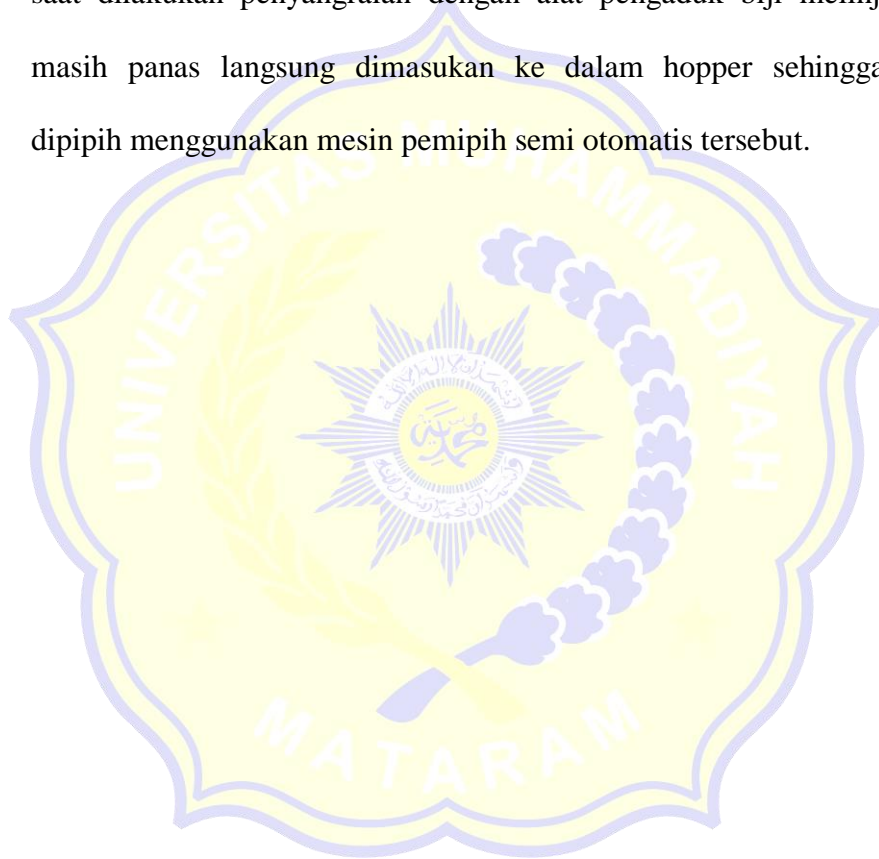 saat dilakukan penyangraian dengan alat pengaduk biji melinj
masih panas langsung dimasukan ke dalam hopper sehingga
dipipih menggunakan mesin pemipih semi otomatis tersebut.
UNIVERSITAS MUHAMMADIYAH
MATARAM